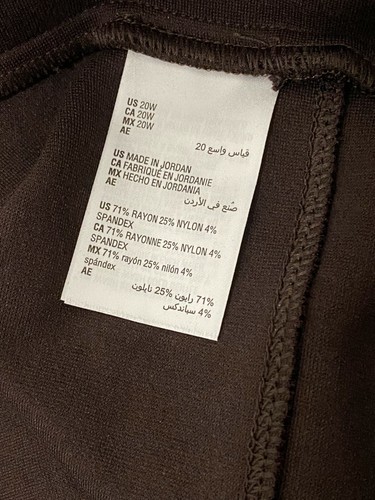 US 20W
CA 20W
MX 20W
AE
قياس واسع 20
US MADE IN JORDAN
CA FABRIQUÉ EN JORDANIE
MX HECHO EN JORDANIA
AE
صنع في الأردن
US 71% RAYON 25% NYLON 4%
SPANDEX
CA 71% RAYONNE 25% NYLON 4%
SPANDEX
MX 71% rayón 25% nilón 4%
spándex
AE
71% رايون 25% نايلون
4% سباندكس